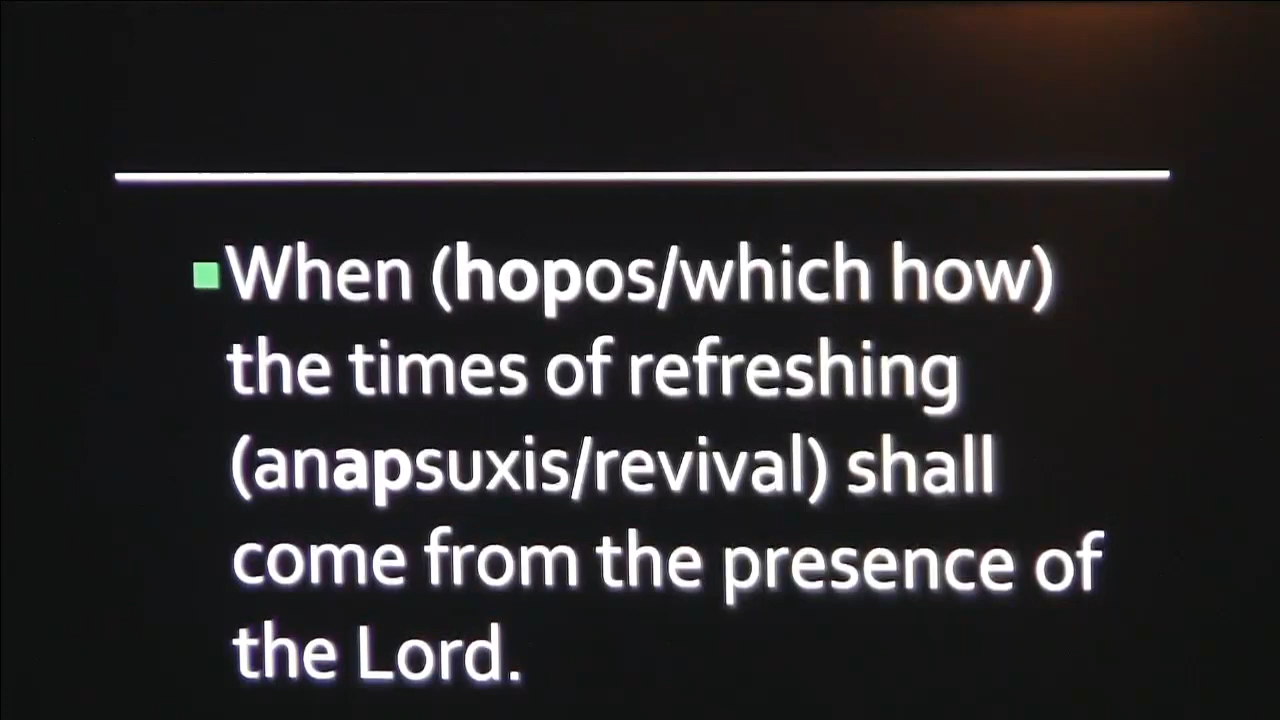 When (hopos/which how)
the times of refreshing
(anapsuxis/revival) shall
come from the presence of
the Lord.